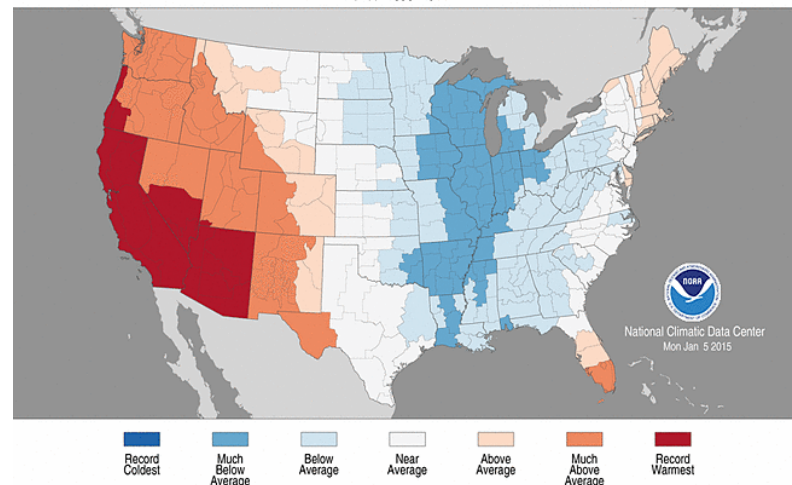 NOAA
National Climatic Data Center
Mon Jan 5 2015
Record
Coldest
Much
Below
Average
Below
Average
Near
Average
Above
Average
Much
Above
Average
Record
Warmest